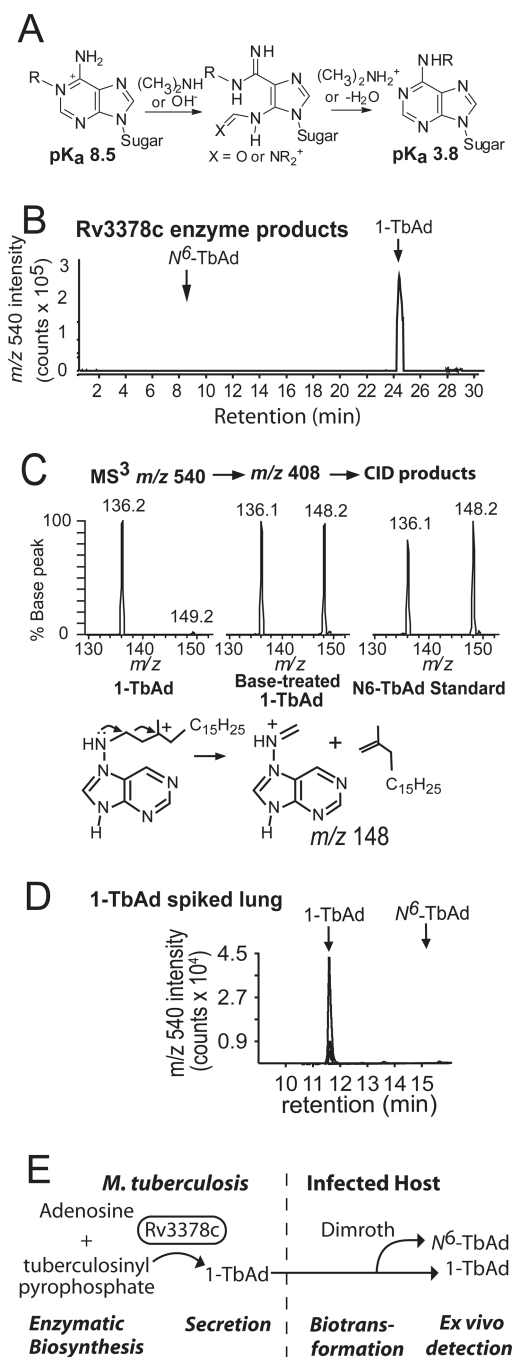 A
NH2
R
N
+
N
N
N
Sugar
pKa 8.5
(CH3)2NH
or OH-
NH
R
N
H
N
X
N
H
N
Sugar
X = O or NR2+
(CH3)2NH2+
or -H2O
NHR
N
N
N
N
Sugar
pKa 3.8
B
Rv3378c enzyme products
1-TbAd
N6-TbAd
m/z 540 intensity
(counts x 105)
3
2
1
0
2 4 6 8 10 12 14 16 18 20 22 24 26 28 30
Retention (min)
C
MS3 m/z 540 m/z 408 CID products
136.2 136.1 148.2 136.1 148.2
149.2
% Base peak
100
0
130 140 150 130 140 150 130 140 150
m/z m/z m/z
1-TbAd
Base-treated
1-TbAd
N6-TbAd Standard
+
C15H25
HN
N
N
N
N
H
+
HN
N
N
N
N
H
m/z 148
+
C15H25
D
1-TbAd spiked lung
1-TbAd N6-TbAd
m/z 540 intensity
(counts x 104)
4.5
2.7
0.9
10 11 12 13 14 15
retention (min)
E
M. tuberculosis Infected Host
Adenosine
+
tuberculosinyl
pyrophosphate
Rv3378c
1-TbAd
Dimroth
N6-TbAd
1-TbAd
Enzymatic
Biosynthesis
Secretion
Biotrans-
formation
Ex vivo
detection